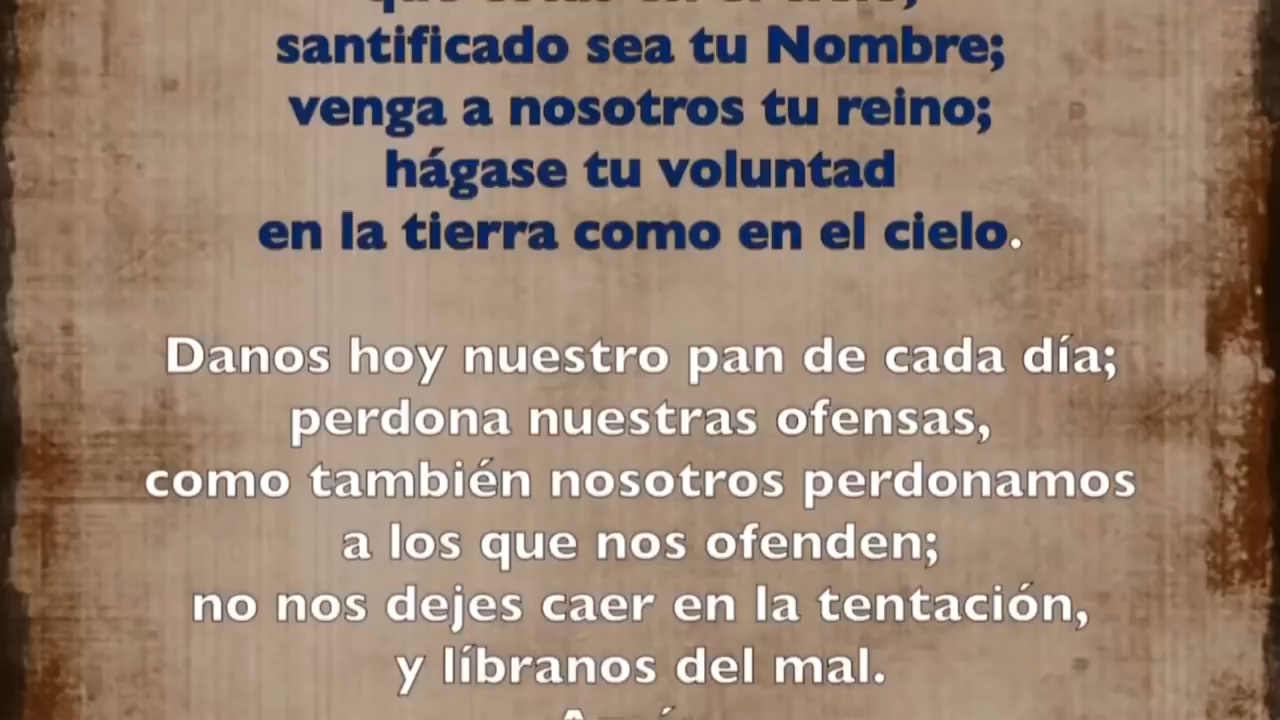 santificado sea tu Nombre;
venga a nosotros tu reino;
hágase tu voluntad
en la tierra como en el cielo.
Danos hoy nuestro pan de cada día;
perdona nuestras ofensas,
como también nosotros perdonamos
a los que nos ofenden;
no nos dejes caer en la tentación,
y líbranos del mal.